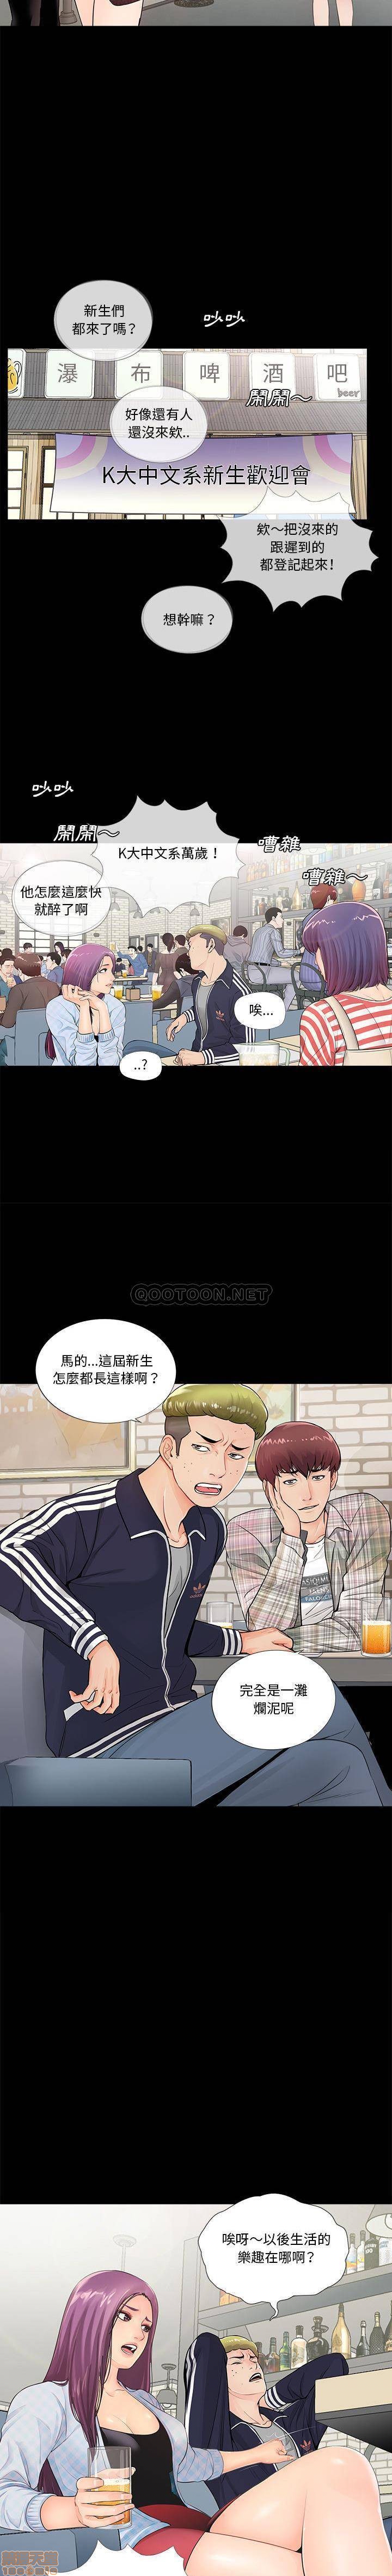 新生們
都來了嗎？
吵吵
瀑布啤酒吧
beer
鬧鬧～
好像還有人
還沒來欸..
K大中文系新生歡迎會
欸～把沒來的
跟遲到的
都登記起來！
想幹嘛？
吵吵
鬧鬧～
K大中文系萬歲！
嘈雜
嘈雜～
他怎麼這麼快
就醉了啊
唉...
..?
QOOTOON.NET
馬的...這屆新生
怎麼都長這樣啊？
完全是一灘
爛泥呢
唉呀～以後生活的
樂趣在哪啊？